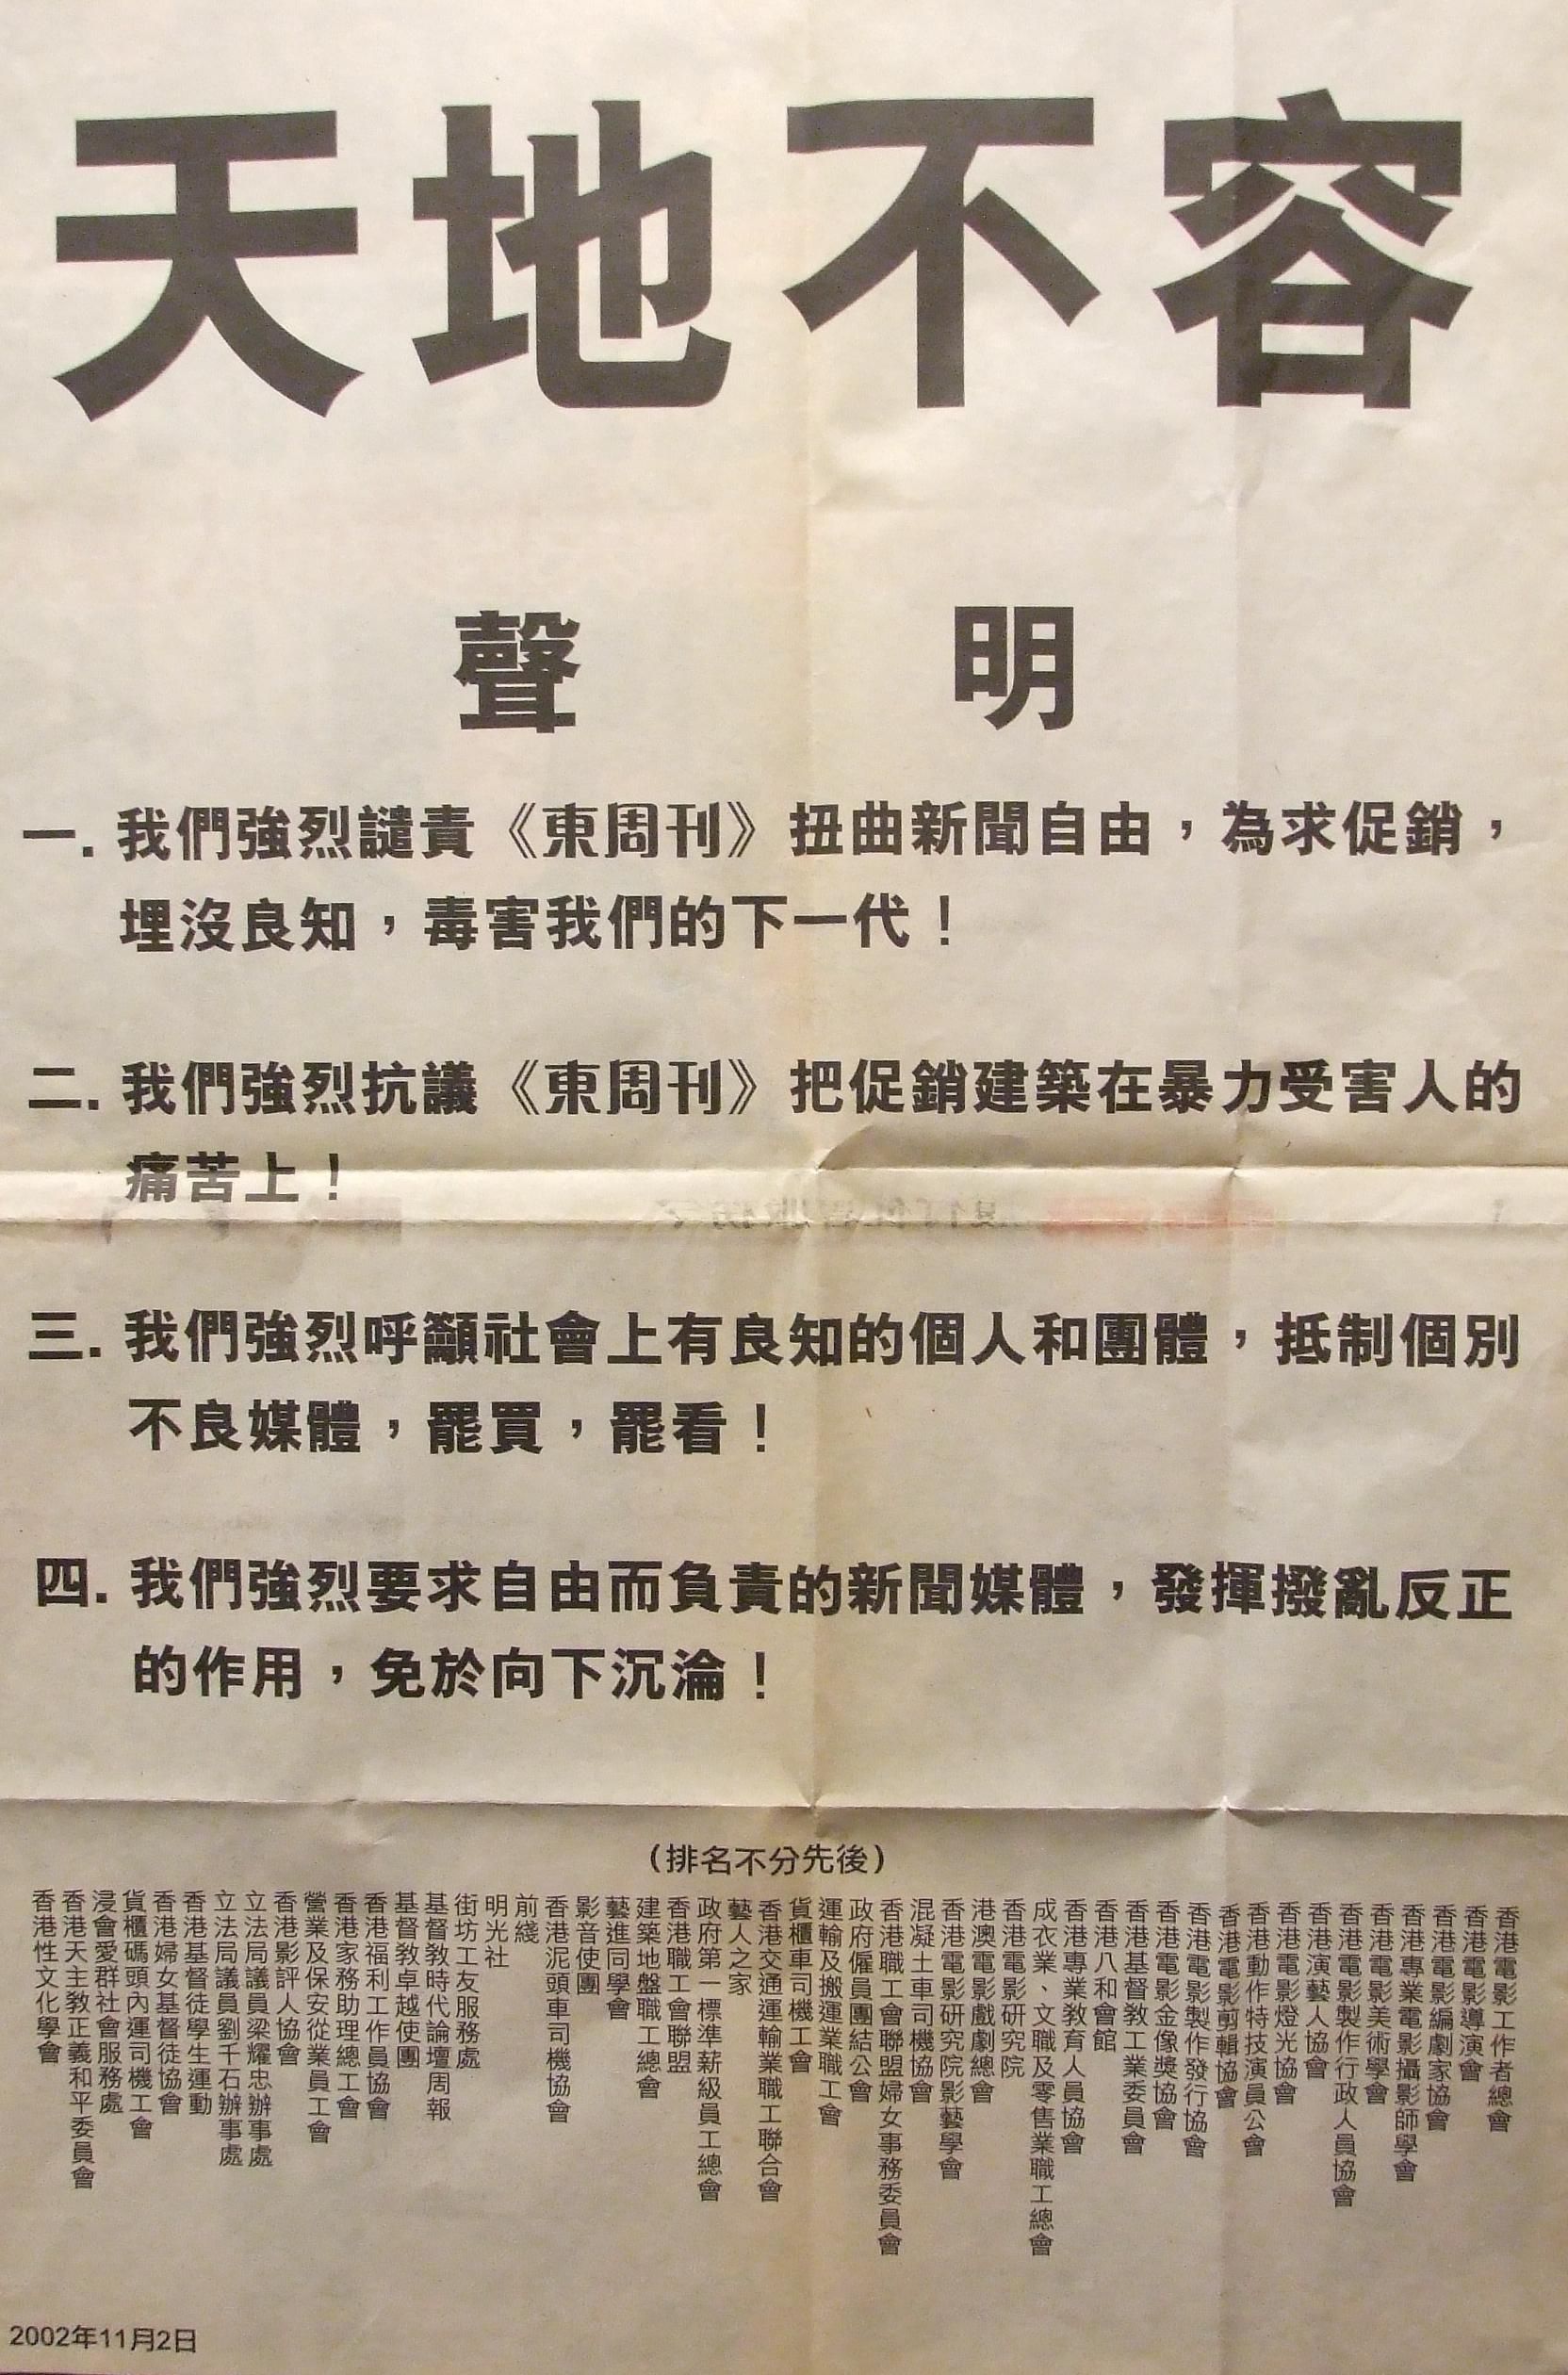 天地不容
聲明
一. 我們強烈譴責《東周刊》扭曲新聞自由，為求促銷，
埋沒良知，毒害我們的下一代！
二. 我們強烈抗議《東周刊》把促銷建築在暴力受害人的
痛苦上！
三. 我們強烈呼籲社會上有良知的個人和團體，抵制個別
不良媒體，罷買，罷看！
四. 我們強烈要求自由而負責的新聞媒體，發揮撥亂反正
的作用，免於向下沉淪！
（排名不分先後）
香港電影工作者總會
香港電影導演會
香港電影編劇家協會
香港專業電影攝影師學會
香港電影美術學會
香港電影製作行政人員協會
香港演藝人協會
香港電影燈光協會
香港動作特技演員公會
香港電影剪輯協會
香港電影製作發行協會
香港電影金像獎協會
香港基督教工業委員會
香港八和會館
香港專業教育人員協會
成衣業、文職及零售業職工總會
香港電影研究院
港澳電影戲劇總會
香港電影研究院影藝學會
混凝土車司機協會
香港職工會聯盟婦女事務委員會
政府僱員團結公會
運輸及搬運業職工會
貨櫃車司機工會
香港交通運輸業職工聯合會
藝人之家
政府第一標準薪級員工總會
香港職工會聯盟
建築地盤職工總會
藝進同學會
影音使團
香港泥頭車司機協會
前綫
明光社
街坊工友服務處
基督教時代論壇周報
基督教卓越使團
香港福利工作員協會
香港家務助理總工會
營業及保安從業員工會
香港影評人協會
立法局議員梁耀忠辦事處
立法局議員劉千石辦事處
香港基督徒學生運動
香港婦女基督徒協會
貨櫃碼頭內運司機工會
浸會愛群社會服務處
香港天主教正義和平委員會
香港性文化學會
2002年11月2日